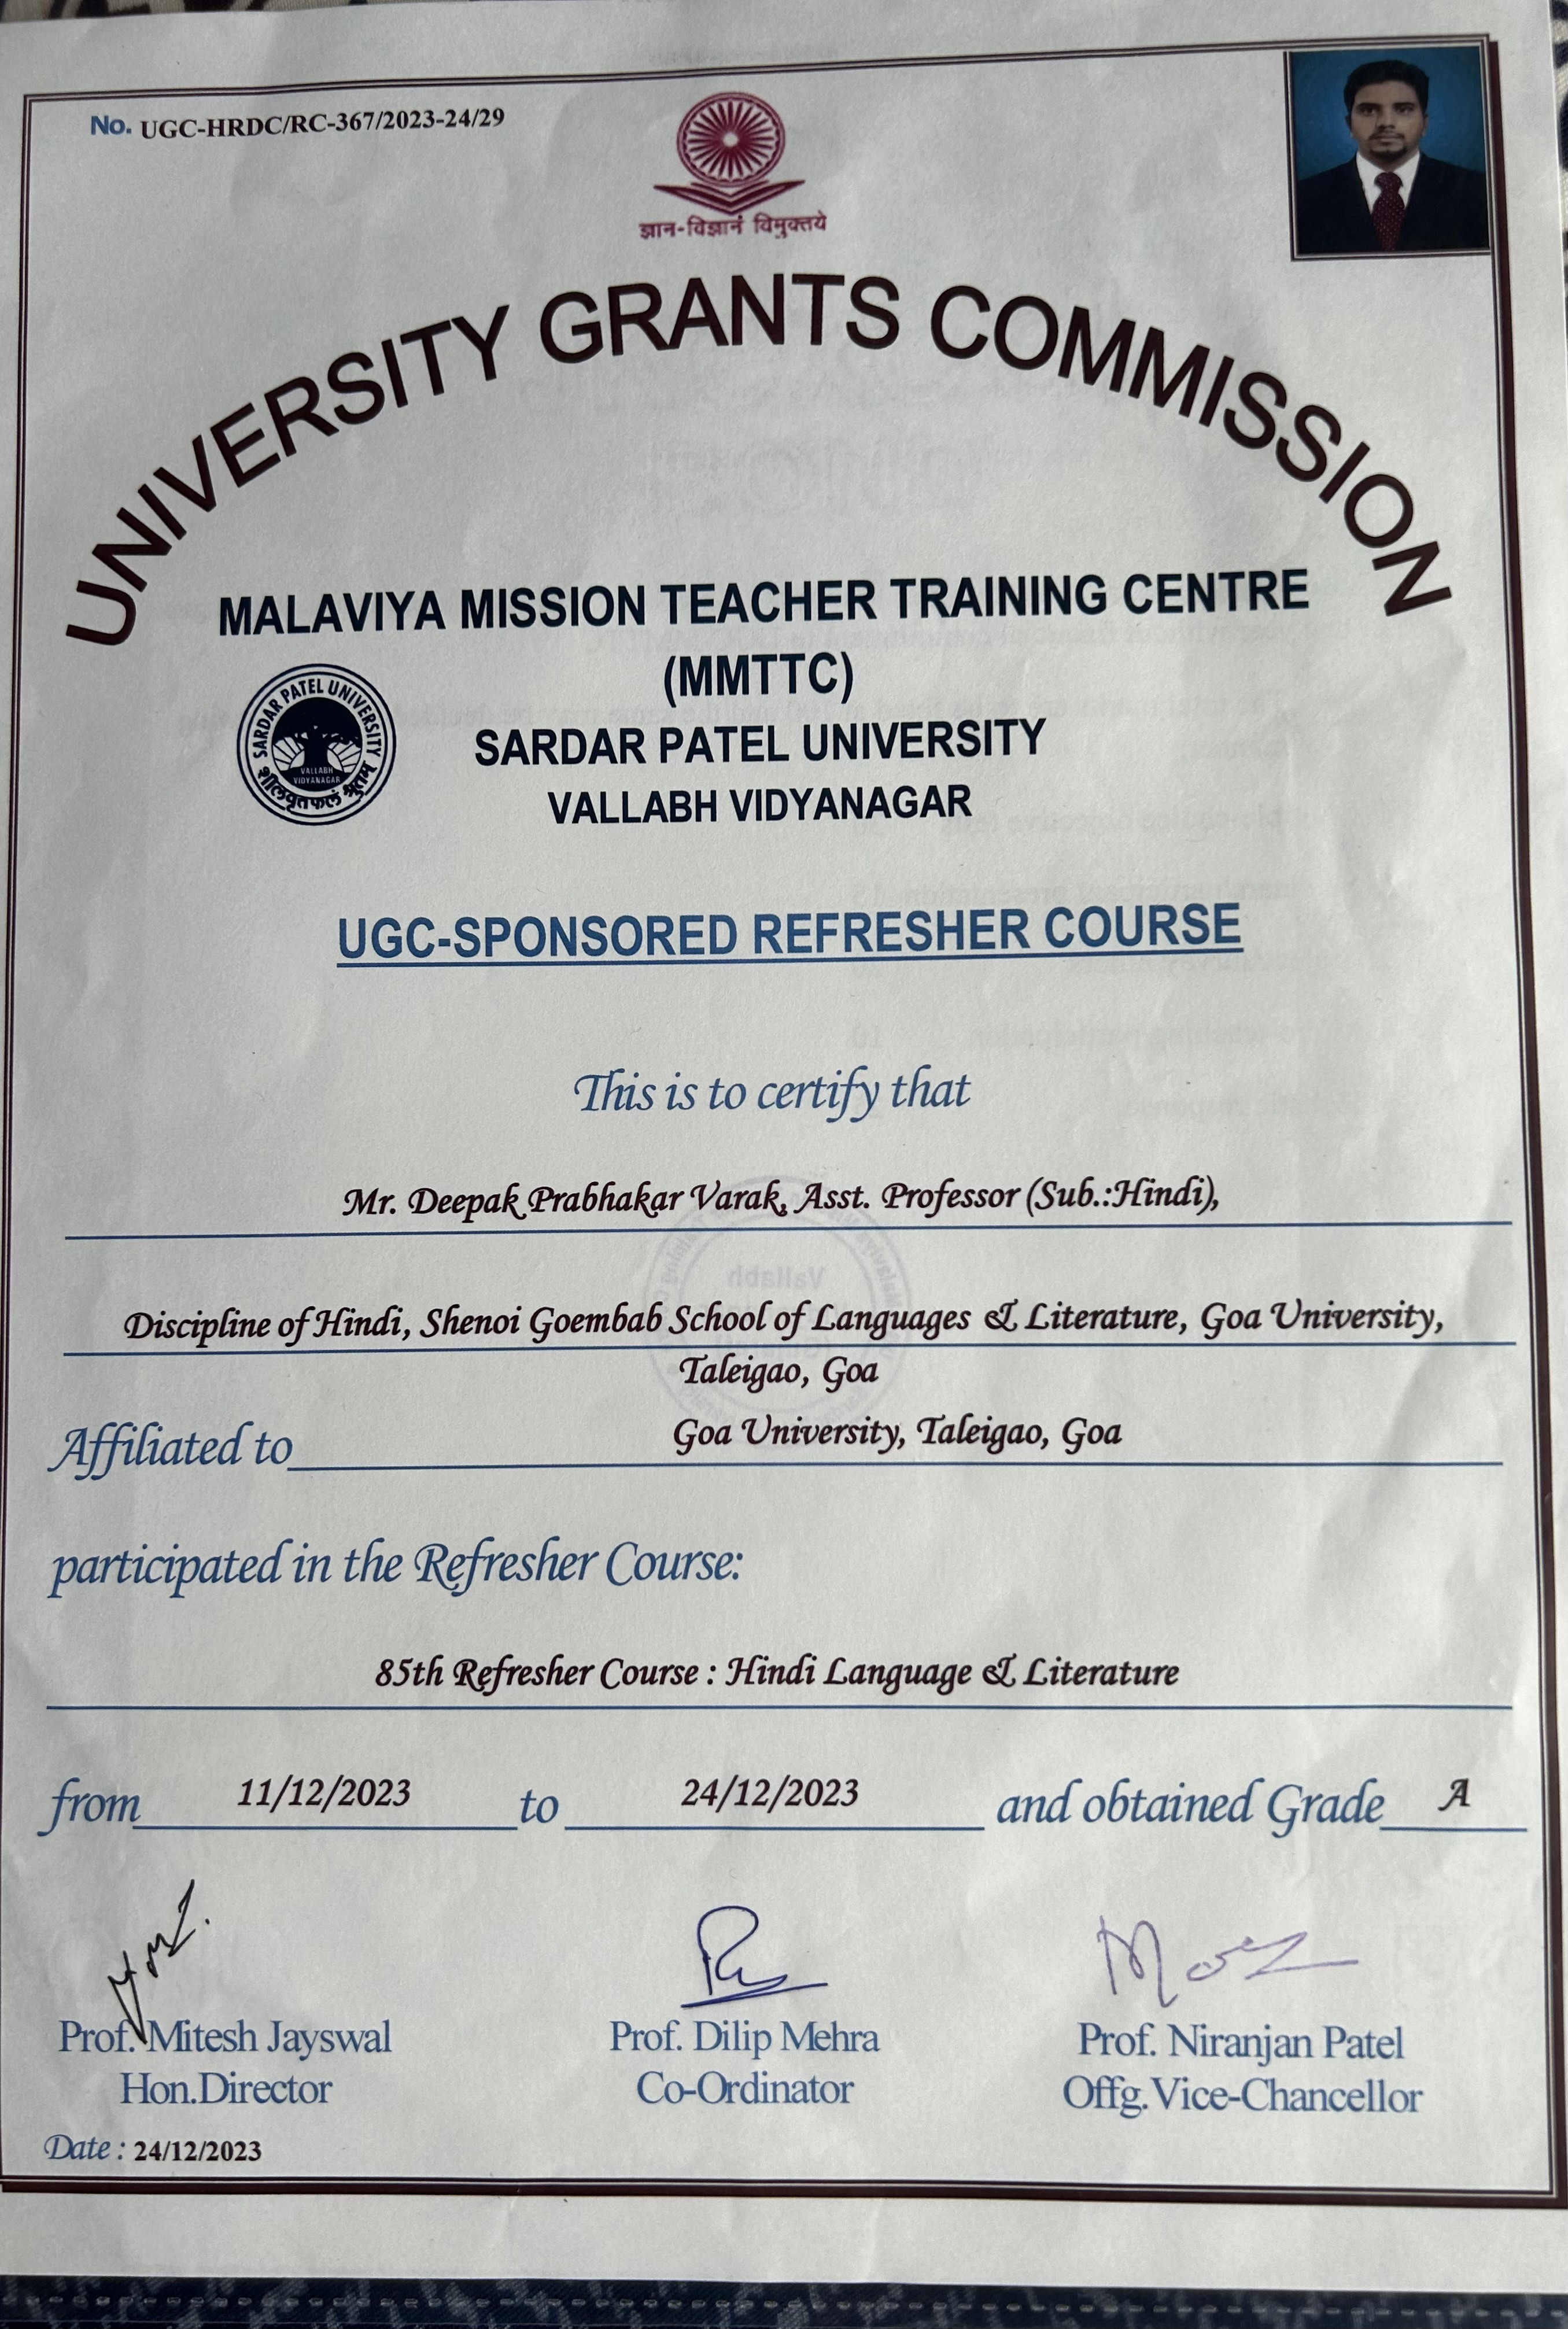 No. UGC-HRDC/RC-367/2023-24/29
ज्ञान-विज्ञानं विमुक्तये
UNIVERSITY GRANTS COMMISSION
MALAVIYA MISSION TEACHER TRAINING CENTRE
(MMTTC)
SARDAR PATEL UNIVERSITY
VALLABH VIDYANAGAR
SARDAR PATEL UNIVERSITY
VALLABH
VIDYANAGAR
शीलवृतफलं श्रुतम्
UGC-SPONSORED REFRESHER COURSE
This is to certify that
Mr. Deepak Prabhakar Varak, Asst. Professor (Sub.:Hindi),
Discipline of Hindi, Shenoi Goembab School of Languages & Literature, Goa University,
Taleigao, Goa
Affiliated to Goa University, Taleigao, Goa
participated in the Refresher Course:
85th Refresher Course : Hindi Language & Literature
from 11/12/2023 to 24/12/2023 and obtained Grade A
Prof. Mitesh Jayswal Prof. Dilip Mehra Prof. Niranjan Patel
Hon.Director Co-Ordinator Offg.Vice-Chancellor
Date : 24/12/2023